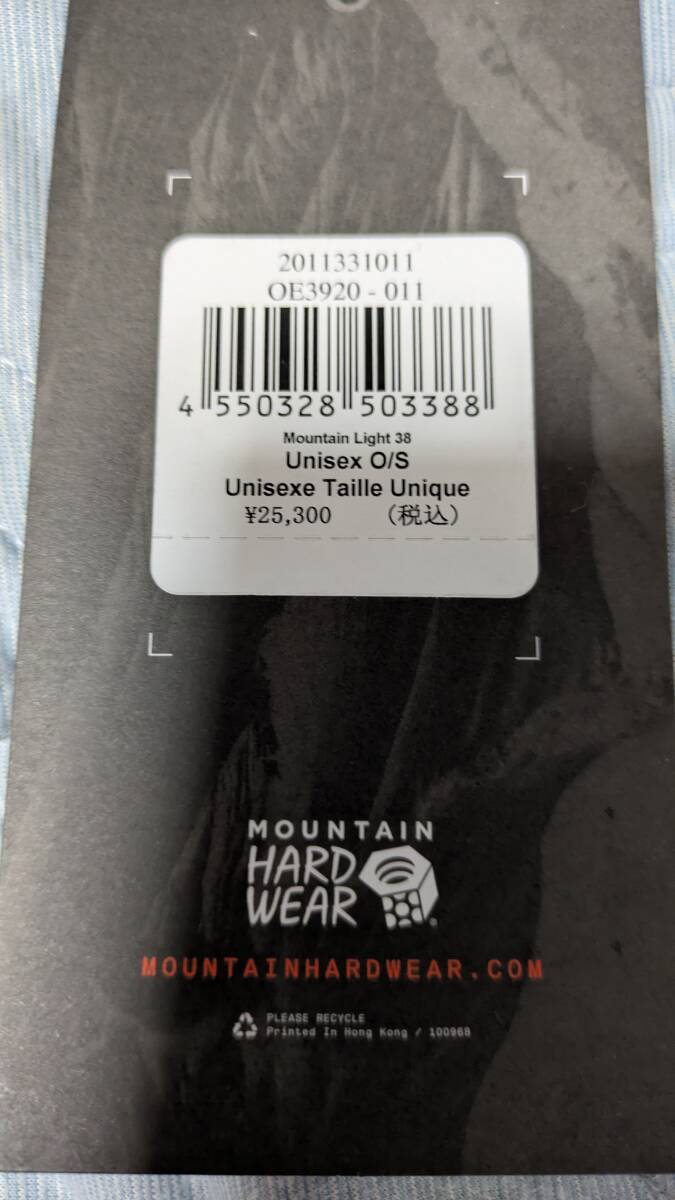 2011331011
OE3920 - 011
4 550328 503388
Mountain Light 38
Unisex O/S
Unisexe Taille Unique
¥25,300 (税込)
MOUNTAIN
HARD
WEAR
MOUNTAINHARDWEAR.COM
PLEASE RECYCLE
Printed In Hong Kong / 100968